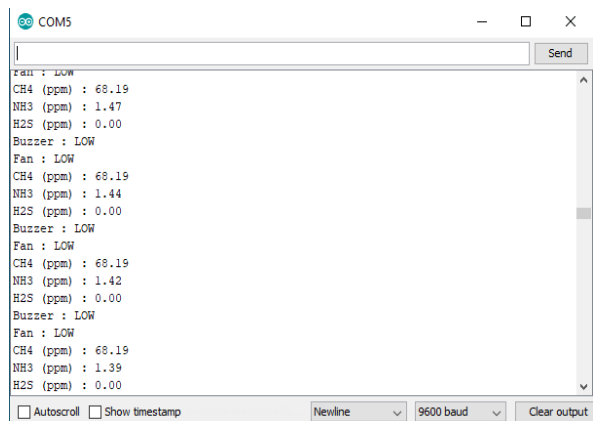 COM5
Send
Fan : LOW
CH4 (ppm) : 68.19
NH3 (ppm) : 1.47
H2S (ppm) : 0.00
Buzzer : LOW
Fan : LOW
CH4 (ppm) : 68.19
NH3 (ppm) : 1.44
H2S (ppm) : 0.00
Buzzer : LOW
Fan : LOW
CH4 (ppm) : 68.19
NH3 (ppm) : 1.42
H2S (ppm) : 0.00
Buzzer : LOW
Fan : LOW
CH4 (ppm) : 68.19
NH3 (ppm) : 1.39
H2S (ppm) : 0.00
Autoscroll Show timestamp Newline 9600 baud Clear output